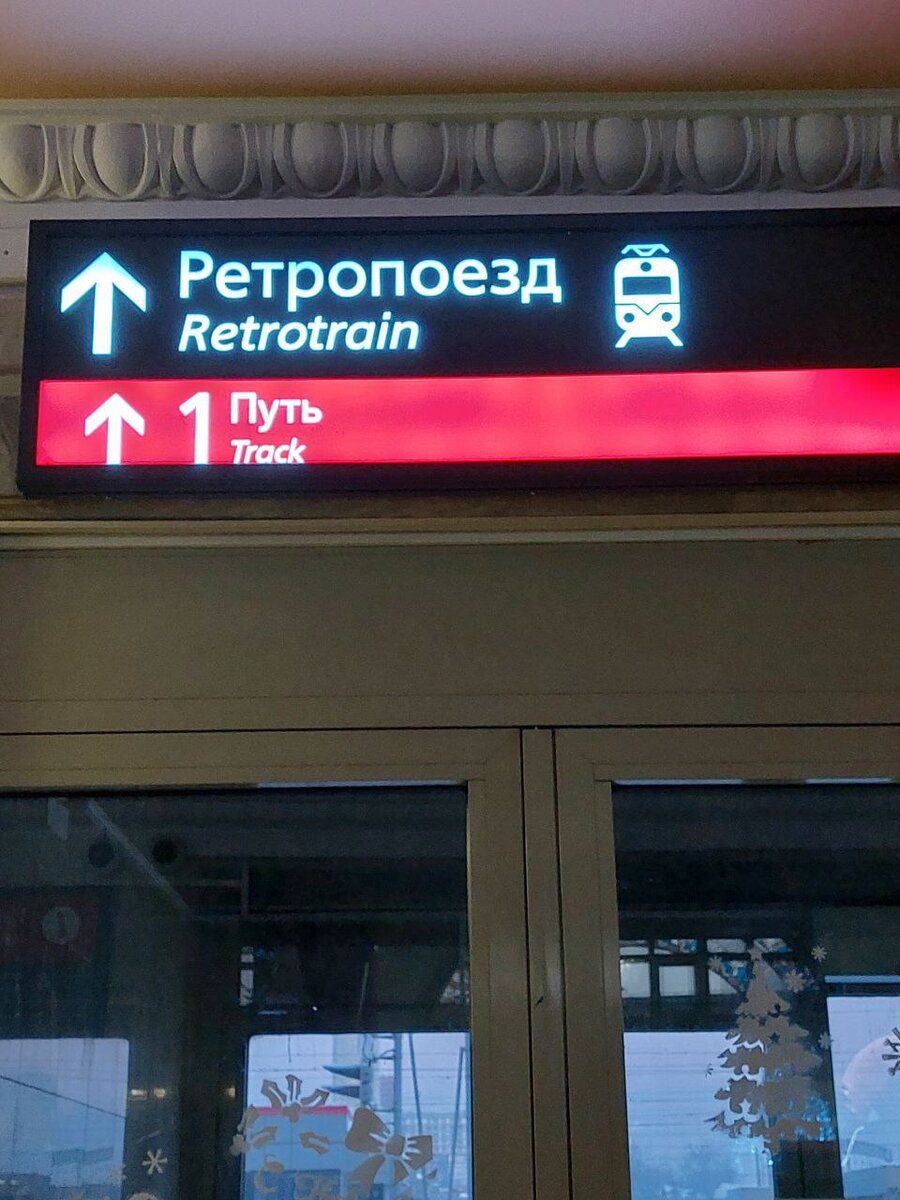 Ретропоезд
Retrotrain
1 Путь
Track